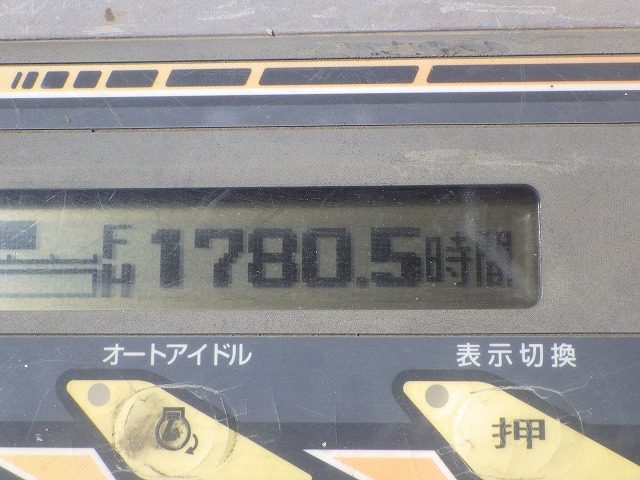 F
H 1780.5時間
オートアイドル 表示切換
押